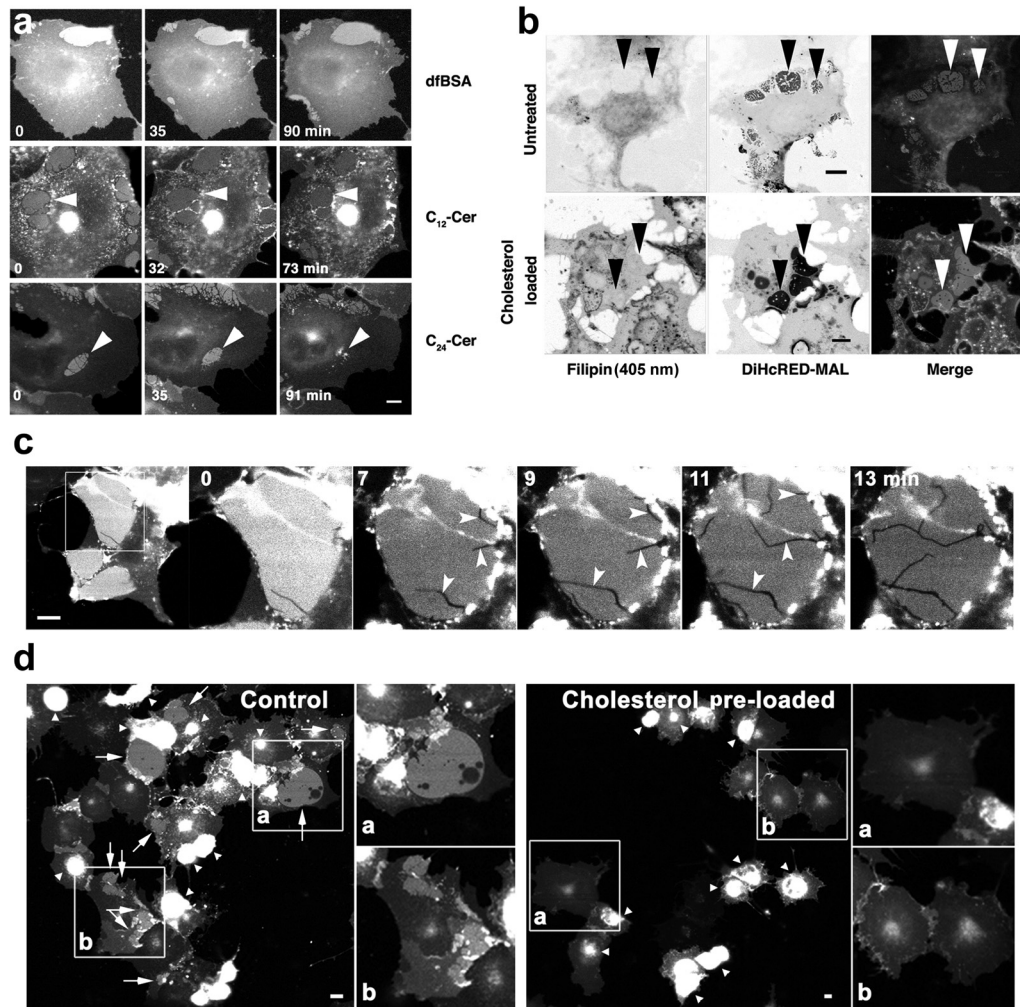 a
0
35
90 min
dfBSA
0
32
73 min
C12-Cer
0
35
91 min
C24-Cer
b
Untreated
Cholesterol
loaded
Filipin (405 nm)
DiHcRED-MAL
Merge
c
0
7
9
11
13 min
d
Control
a
b
a
b
Cholesterol pre-loaded
b
a
a
b